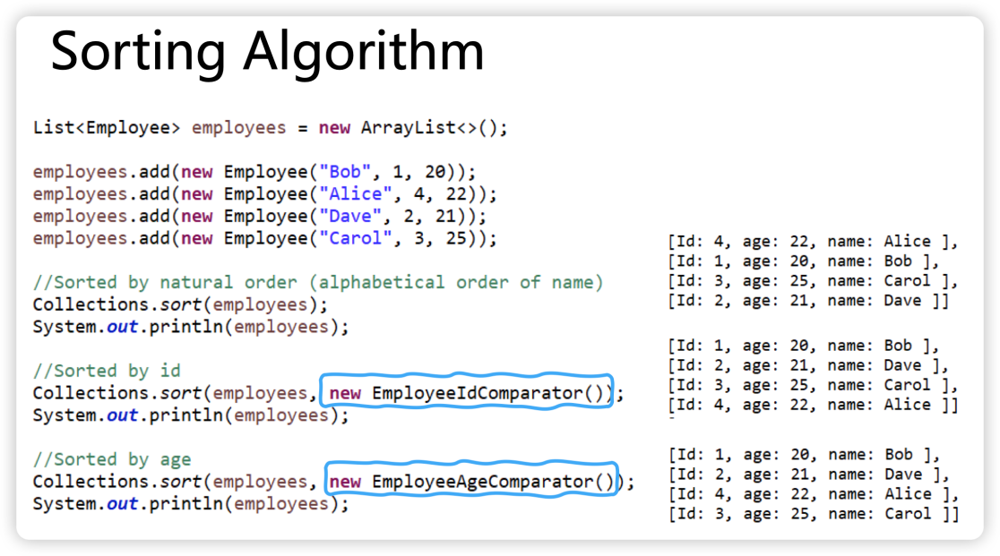 Sorting Algorithm
List<Employee> employees = new ArrayList<>();
employees.add(new Employee("Bob", 1, 20));
employees.add(new Employee("Alice", 4, 22));
employees.add(new Employee("Dave", 2, 21));
employees.add(new Employee("Carol", 3, 25));
//Sorted by natural order (alphabetical order of name)
Collections.sort(employees);
System.out.println(employees);
//Sorted by id
Collections.sort(employees, new EmployeeIdComparator());
System.out.println(employees);
//Sorted by age
Collections.sort(employees, new EmployeeAgeComparator());
System.out.println(employees);
[Id: 4, age: 22, name: Alice ],
[Id: 1, age: 20, name: Bob ],
[Id: 3, age: 25, name: Carol ],
[Id: 2, age: 21, name: Dave ]]
[Id: 1, age: 20, name: Bob ],
[Id: 2, age: 21, name: Dave ],
[Id: 3, age: 25, name: Carol ],
[Id: 4, age: 22, name: Alice ]]
[Id: 1, age: 20, name: Bob ],
[Id: 2, age: 21, name: Dave ],
[Id: 4, age: 22, name: Alice ],
[Id: 3, age: 25, name: Carol ]]